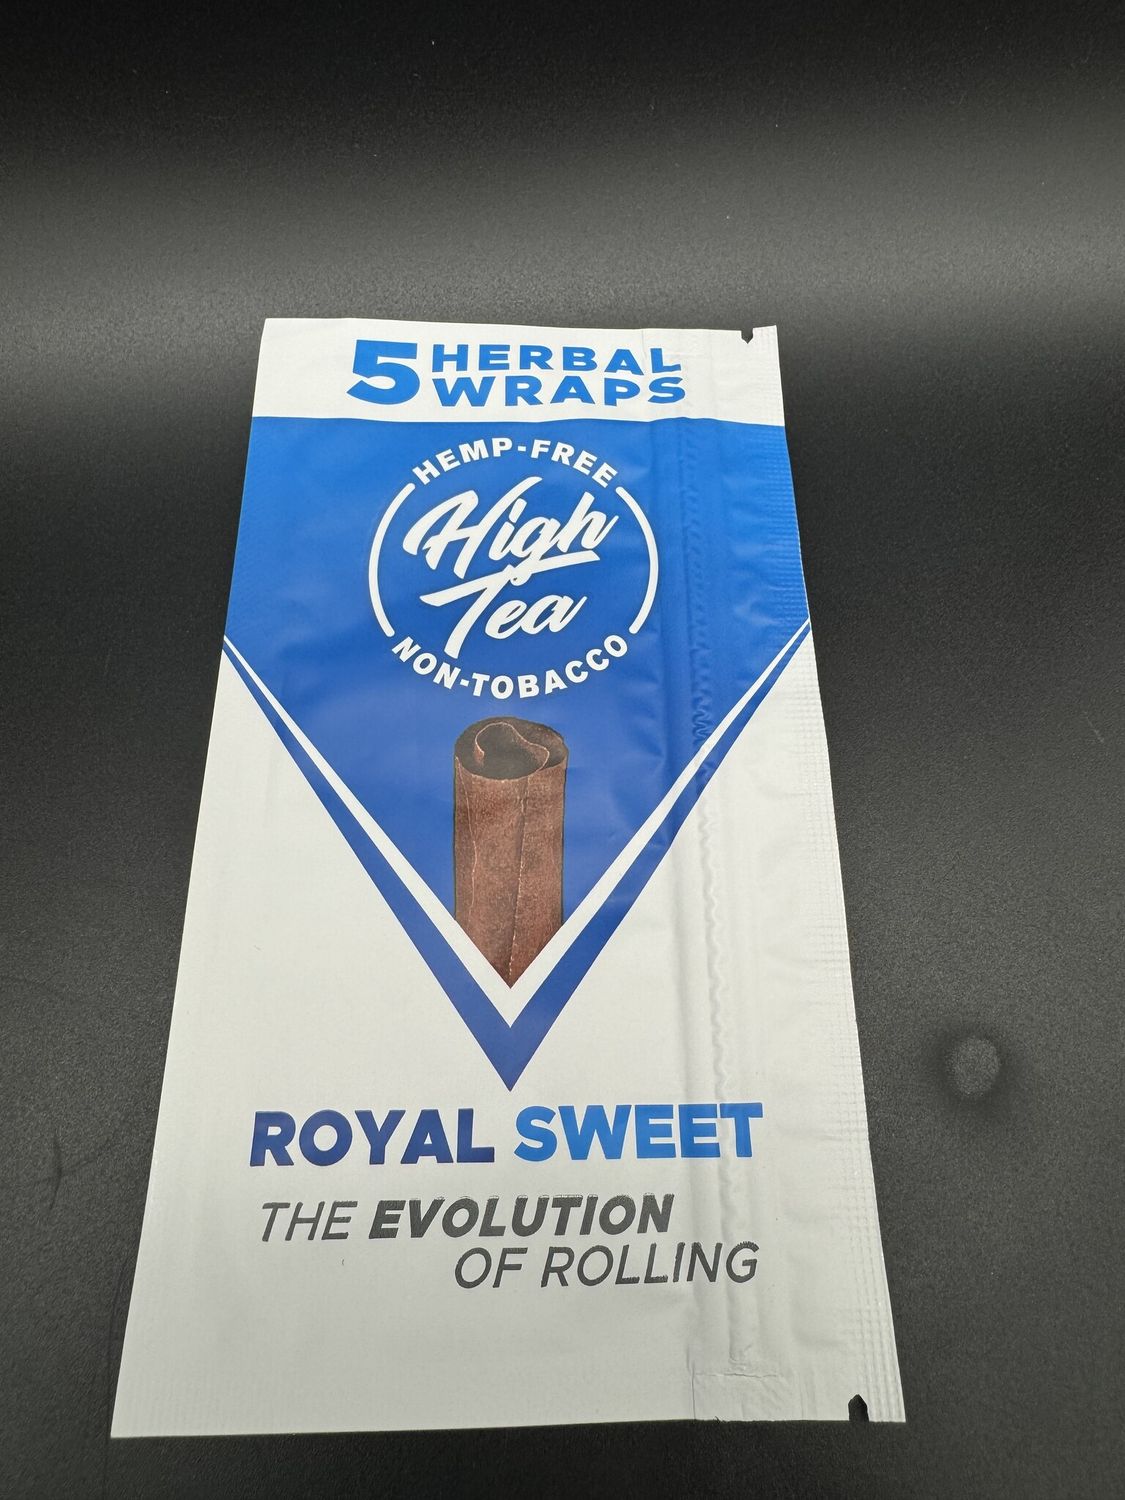 5 HERBAL
WRAPS
HEMP-FREE
High
Tea
NON-TOBACCO
ROYAL SWEET
THE EVOLUTION
OF ROLLING